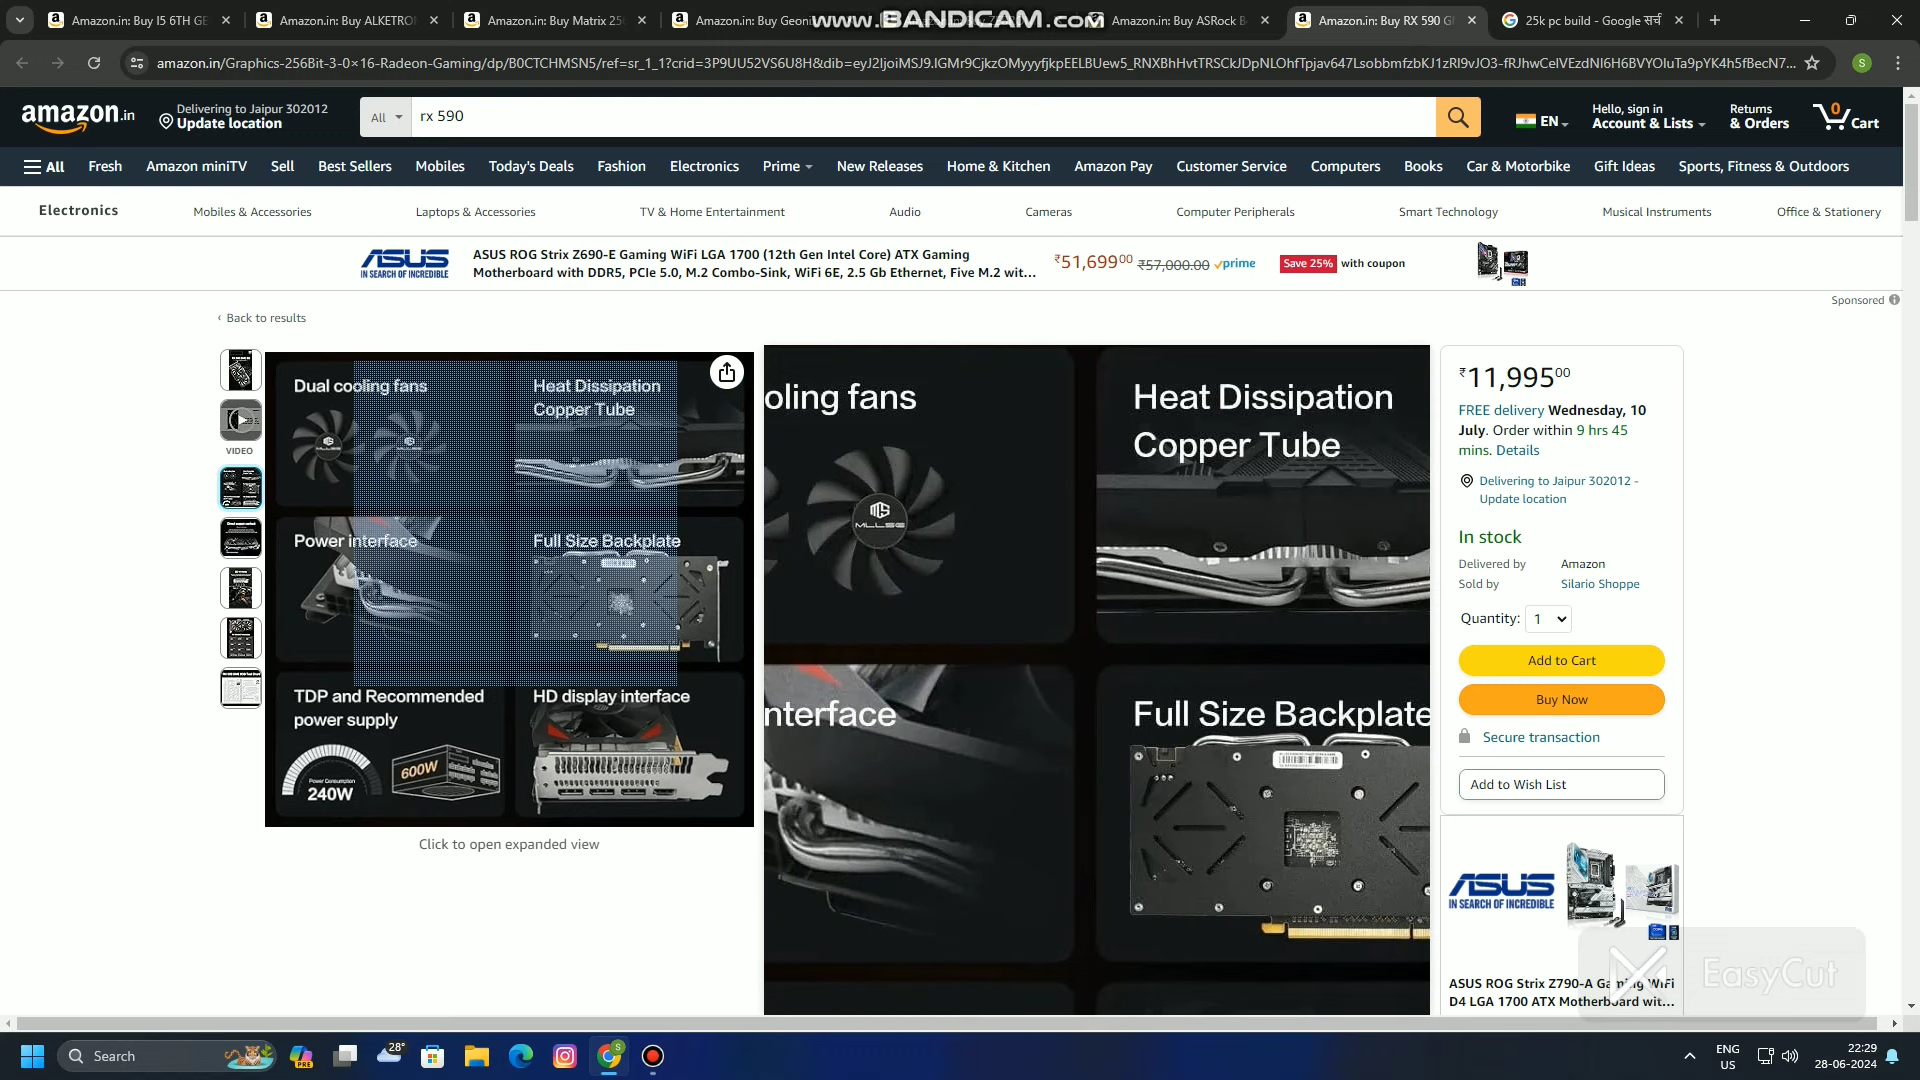 Amazon.in: Buy I5 6TH GE
Amazon.in: Buy ALKETRON
Amazon.in: Buy Matrix 25
Amazon.in: Buy Geoni
www.BANDICAM.com
Amazon.in: Buy ASRock B
Amazon.in: Buy RX 590 G
25k pc build - Google सर्च
amazon.in/Graphics-256Bit-3-0×16-Radeon-Gaming/dp/B0CTCHMSN5/ref=sr_1_1?crid=3P9UU52VS6U8H&dib=
S
amazon.in
Delivering to Jaipur 302012
Update location
All
rx 590
EN
Hello, sign in
Account & Lists
Returns
& Orders
0
Cart
All Fresh Amazon miniTV Sell Best Sellers Mobiles Today's Deals Fashion Electronics Prime New Releases Home & Kitchen Amazon Pay Customer Service Computers Books Car & Motorbike Gift Ideas Sports, Fitness & Outdoors
Electronics Mobiles & Accessories Laptops & Accessories TV & Home Entertainment Audio Cameras Computer Peripherals Smart Technology Musical Instruments Office & Stationery
ASUS
IN SEARCH OF INCREDIBLE
ASUS ROG Strix Z690-E Gaming WiFi LGA 1700 (12th Gen Intel Core) ATX Gaming
Motherboard with DDR5, PCIe 5.0, M.2 Combo-Sink, WiFi 6E, 2.5 Gb Ethernet, Five M.2 wit...
₹51,699.00 ₹57,000.00 prime
Save 25% with coupon
Sponsored
‹ Back to results
VIDEO
Dual cooling fans
Heat Dissipation
Copper Tube
Power interface
Full Size Backplate
TDP and Recommended
power supply
Power Consumption
240W
600W
HD display interface
Click to open expanded view
oling fans
MLLSE
Heat Dissipation
Copper Tube
nterface
Full Size Backplate
₹11,99500
FREE delivery Wednesday, 10
July. Order within 9 hrs 45
mins. Details
Delivering to Jaipur 302012 -
Update location
In stock
Delivered by Amazon
Sold by Silario Shoppe
Quantity: 1
Add to Cart
Buy Now
Secure transaction
Add to Wish List
ASUS
IN SEARCH OF INCREDIBLE
ASUS ROG Strix Z790-A Gaming WiFi
D4 LGA 1700 ATX Motherboard wit...
EasyCut
Search
PRE
28°
S
ENG
US
22:29
28-06-2024